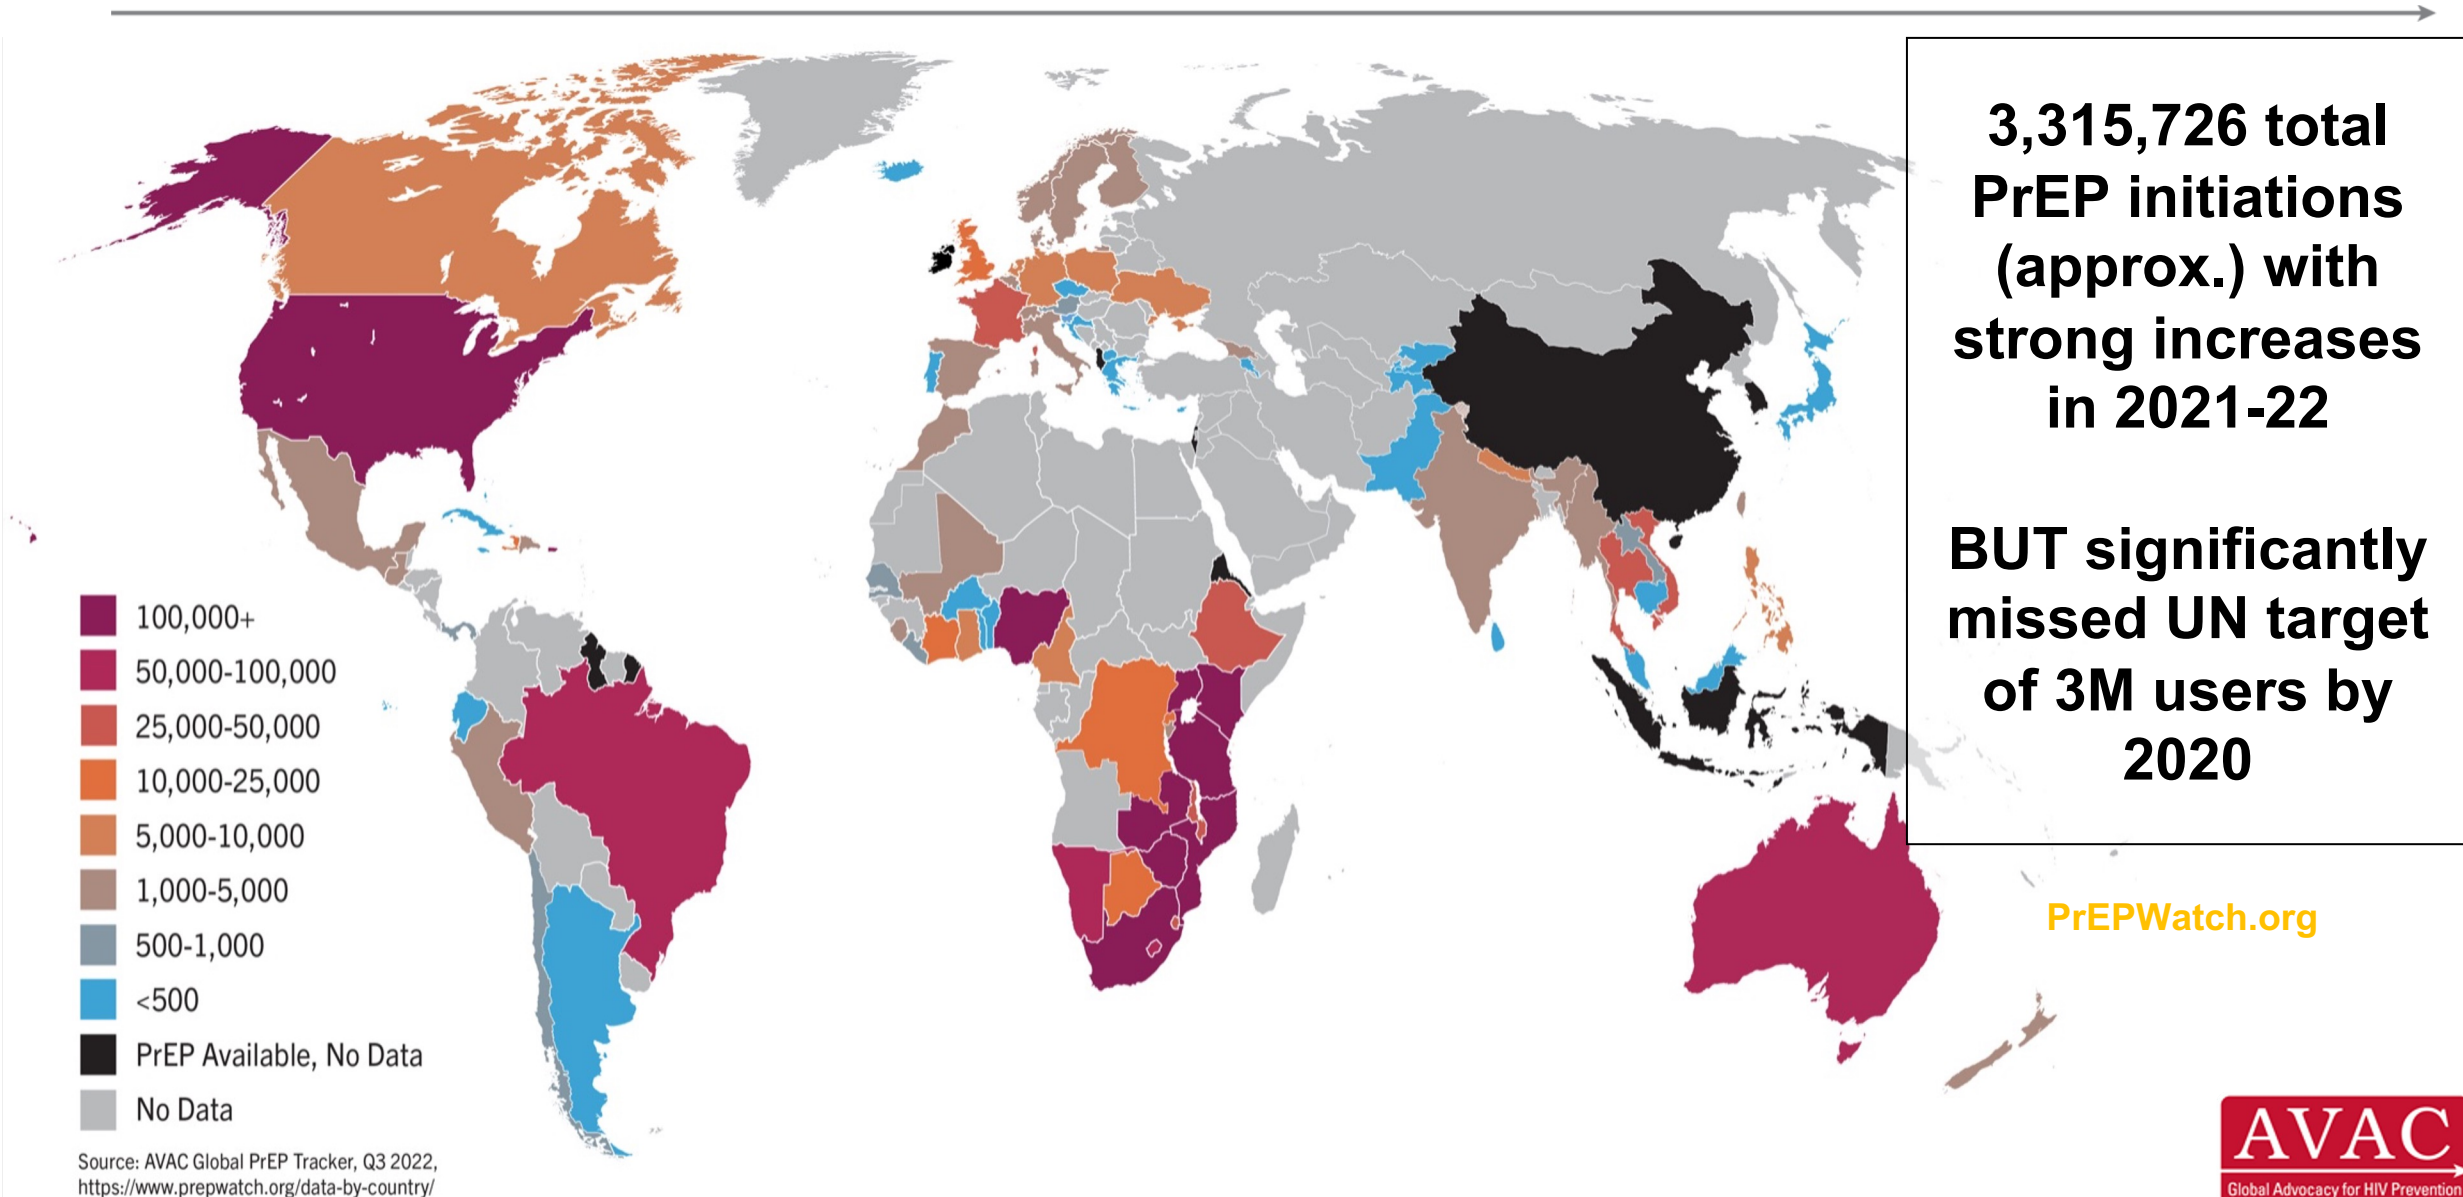 3,315,726 total
PrEP initiations
(approx.) with
strong increases
in 2021-22
BUT significantly
missed UN target
of 3M users by
2020
PrEPWatch.org
100,000+
50,000-100,000
25,000-50,000
10,000-25,000
5,000-10,000
1,000-5,000
500-1,000
<500
PrEP Available, No Data
No Data
Source: AVAC Global PrEP Tracker, Q3 2022,
https://www.prepwatch.org/data-by-country/
AVAC
Global Advocacy for HIV Prevention